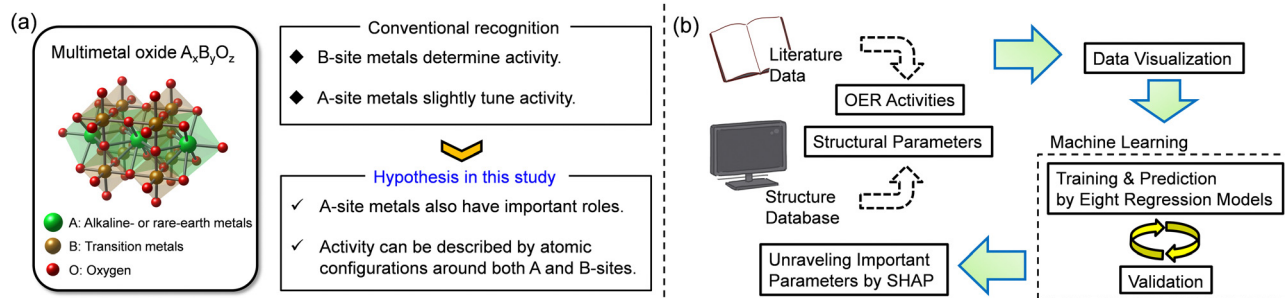 (a)
Multimetal oxide AxByOz
A: Alkaline- or rare-earth metals
B: Transition metals
O: Oxygen
Conventional recognition
◆ B-site metals determine activity.
◆ A-site metals slightly tune activity.
Hypothesis in this study
✓ A-site metals also have important roles.
✓ Activity can be described by atomic
configurations around both A and B-sites.
(b)
Literature
Data
OER Activities
Structural Parameters
Structure
Database
Data Visualization
Machine Learning
Training & Prediction
by Eight Regression Models
Validation
Unraveling Important
Parameters by SHAP